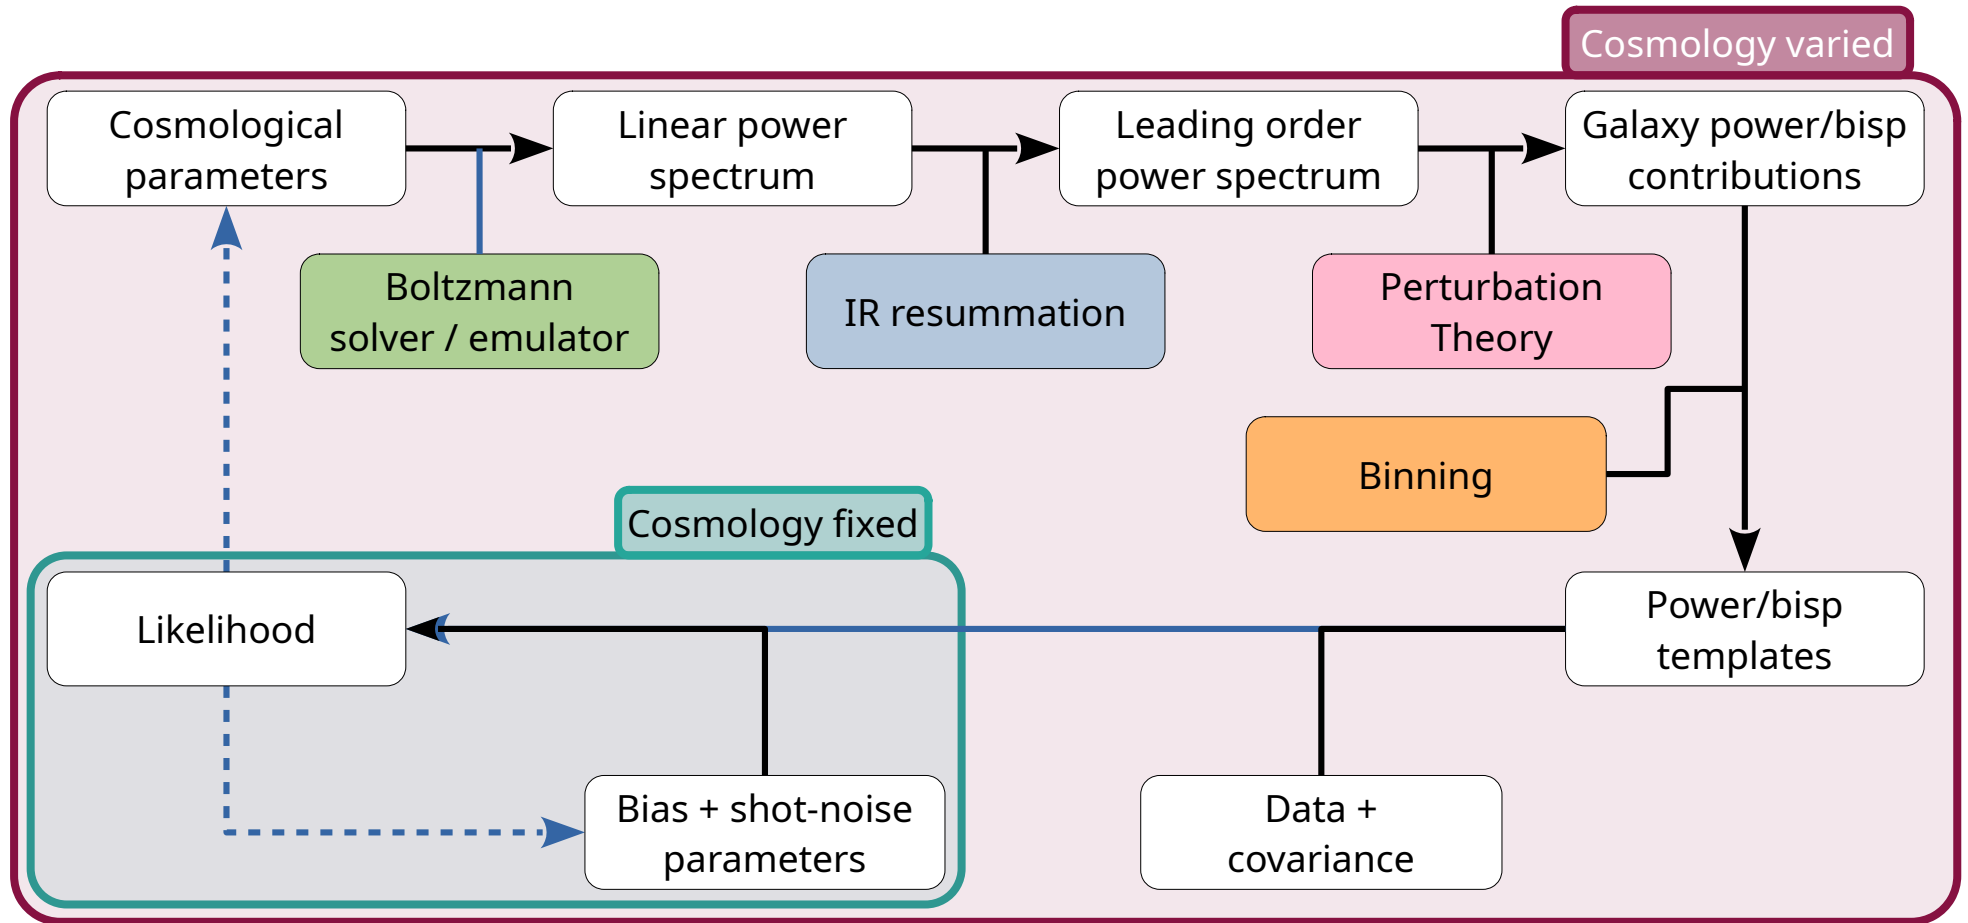 Cosmology varied
Cosmological
parameters
Linear power
spectrum
Leading order
power spectrum
Galaxy power/bisp
contributions
Boltzmann
solver / emulator
IR resummation
Perturbation
Theory
Binning
Cosmology fixed
Likelihood
Power/bisp
templates
Bias + shot-noise
parameters
Data +
covariance